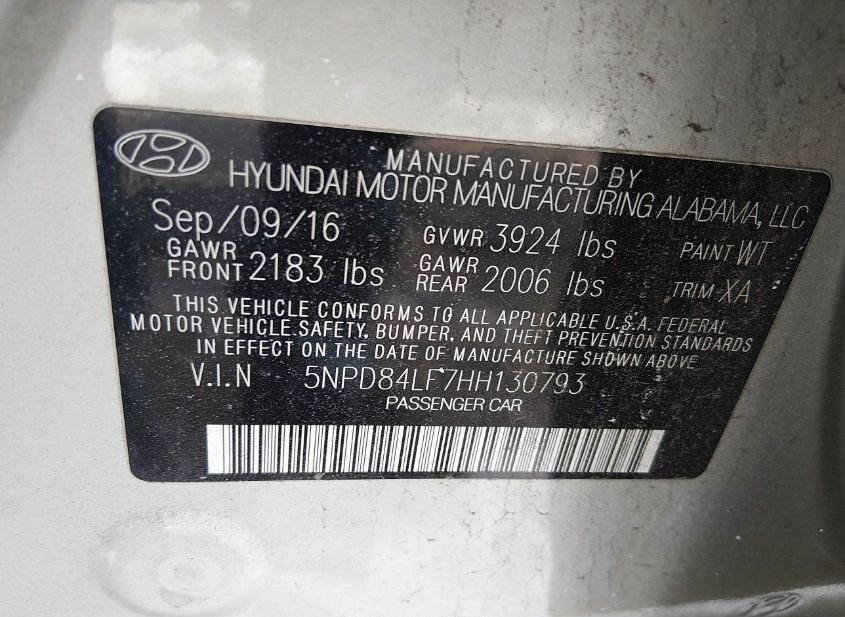 MANUFACTURED BY
HYUNDAI MOTOR MANUFACTURING ALABAMA, LLC
Sep/09/16 GVWR 3924 lbs PAINT WT
GAWR FRONT 2183 lbs GAWR REAR 2006 lbs TRIM XA
THIS VEHICLE CONFORMS TO ALL APPLICABLE U.S.A. FEDERAL
MOTOR VEHICLE SAFETY, BUMPER, AND THEFT PREVENTION STANDARDS
IN EFFECT ON THE DATE OF MANUFACTURE SHOWN ABOVE
V.I.N 5NPD84LF7HH130793
PASSENGER CAR